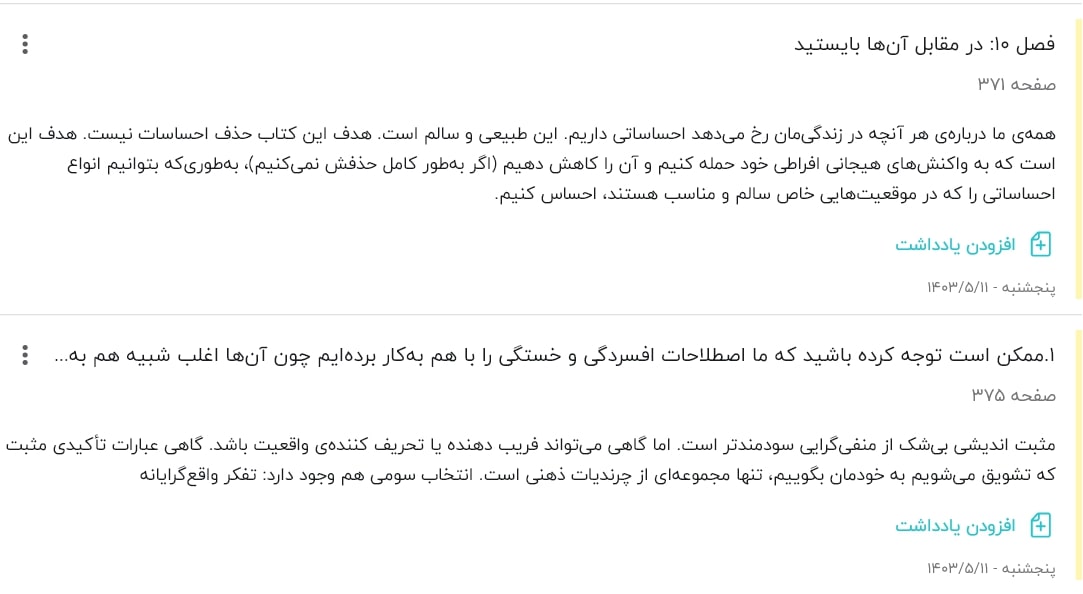 فصل ۱۰: در مقابل آن‌ها بایستید
صفحه ۳۷۱
همه‌ی ما درباره‌ی هر آنچه در زندگی‌مان رخ می‌دهد احساساتی داریم. این طبیعی و سالم است. هدف این کتاب حذف احساسات نیست. هدف این
است که به واکنش‌های هیجانی افراطی خود حمله کنیم و آن را کاهش دهیم (اگر به‌طور کامل حذفش نمی‌کنیم)، به‌طوری‌که بتوانیم انواع
احساساتی را که در موقعیت‌هایی خاص سالم و مناسب هستند، احساس کنیم.
افزودن یادداشت
پنجشنبه - ۱۴۰۳/۵/۱۱
۱.ممکن است توجه کرده باشید که ما اصطلاحات افسردگی و خستگی را با هم به‌کار برده‌ایم چون آن‌ها اغلب شبیه هم به...
صفحه ۳۷۵
مثبت اندیشی بی‌شک از منفی‌گرایی سودمندتر است. اما گاهی می‌تواند فریب دهنده یا تحریف کننده‌ی واقعیت باشد. گاهی عبارات تأکیدی مثبت
که تشویق می‌شویم به خودمان بگوییم، تنها مجموعه‌ای از چرندیات ذهنی است. انتخاب سومی هم وجود دارد: تفکر واقع‌گرایانه
افزودن یادداشت
پنجشنبه - ۱۴۰۳/۵/۱۱